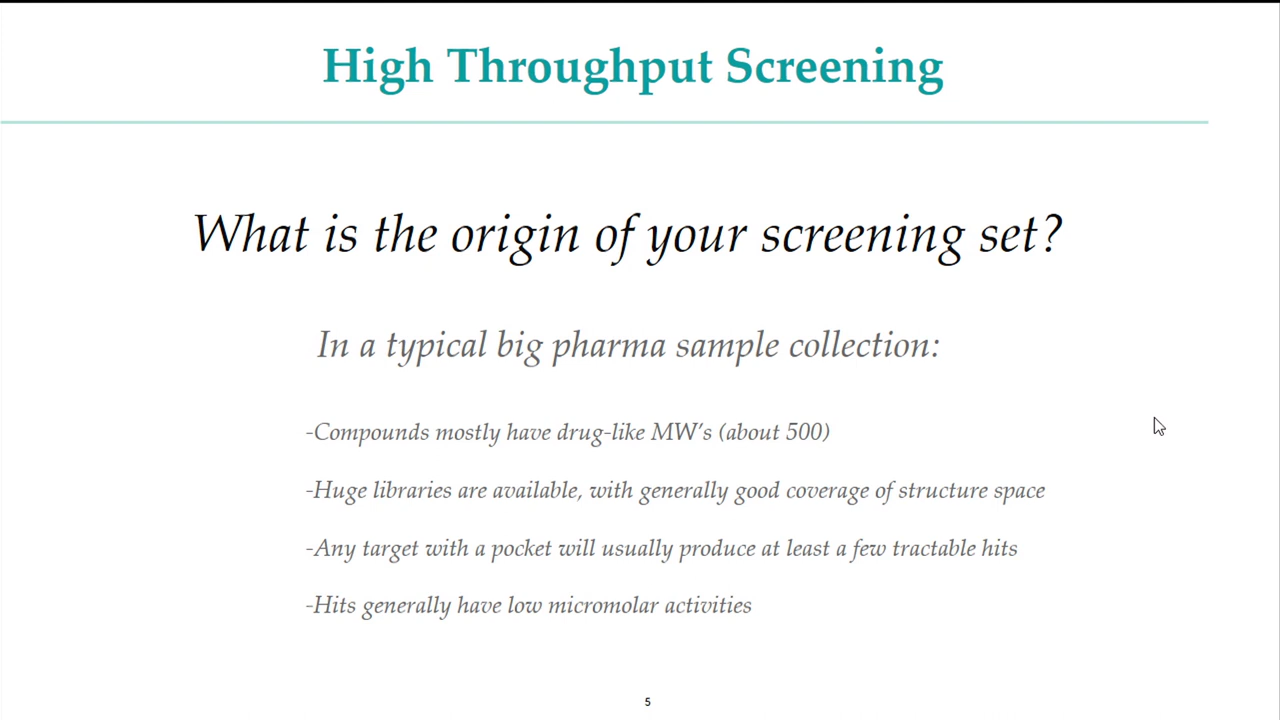 High Throughput Screening
What is the origin of your screening set?
In a typical big pharma sample collection:
-Compounds mostly have drug-like MW’s (about 500)
-Huge libraries are available, with generally good coverage of structure space
-Any target with a pocket will usually produce at least a few tractable hits
-Hits generally have low micromolar activities
5